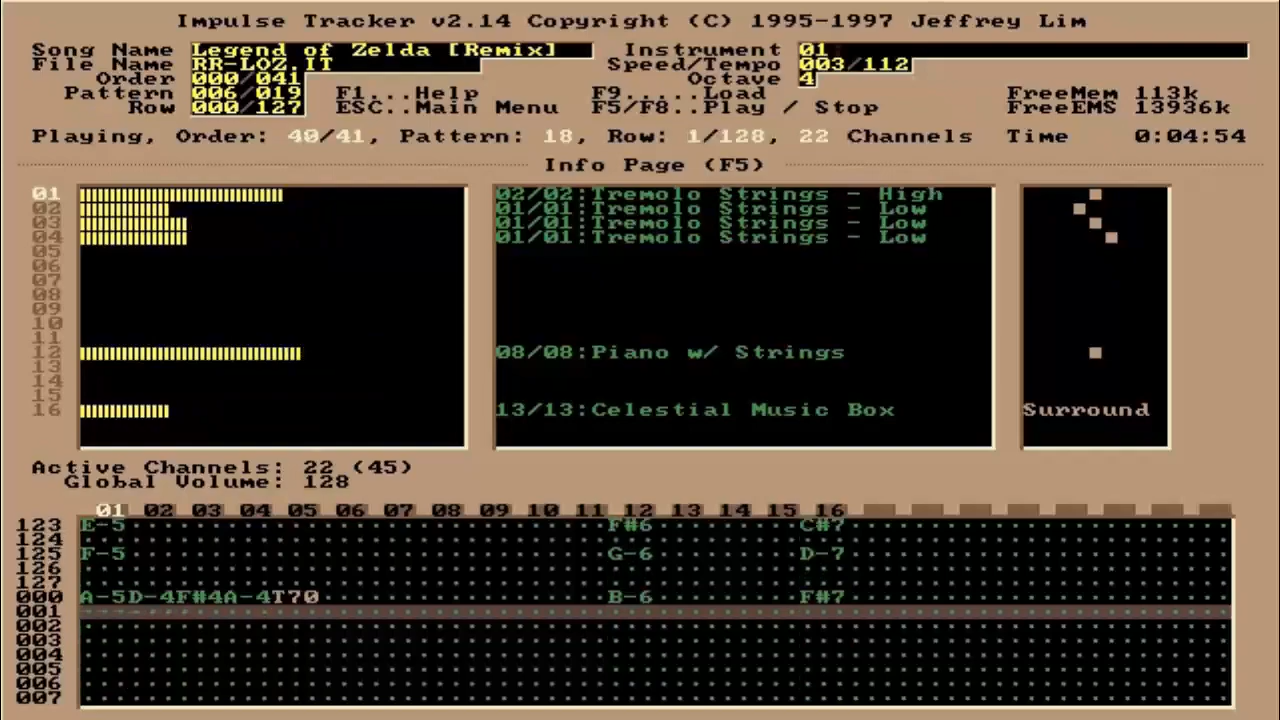 Impulse Tracker v2.14 Copyright (C) 1995-1997 Jeffrey Lim
Song Name Legend of Zelda [Remix] Instrument 01
File Name RR-LOZ.IT Speed/Tempo 003/112
Order 000/041 Octave 4
Pattern 006/019 F1...Help F9.....Load FreeMem 113k
Row 000/127 ESC..Main Menu F5/F8..Play / Stop FreeEMS 13936k
Playing, Order: 40/41, Pattern: 18, Row: 1/128, 22 Channels Time 0:04:54
Info Page (F5)
01 02/02:Tremolo Strings - High
02 01/01:Tremolo Strings - Low
03 01/01:Tremolo Strings - Low
04 01/01:Tremolo Strings - Low
05
06
07
08
09
10
11
12 08/08:Piano w/ Strings
13
14
15
16 13/13:Celestial Music Box Surround
Active Channels: 22 (45)
Global Volume: 128
01 02 03 04 05 06 07 08 09 10 11 12 13 14 15 16
123 E-5 F#6 C#7
124
125 F-5 G-6 D-7
126
127
000 A-5D-4F#4A-4T70 B-6 F#7
001
002
003
004
005
006
007